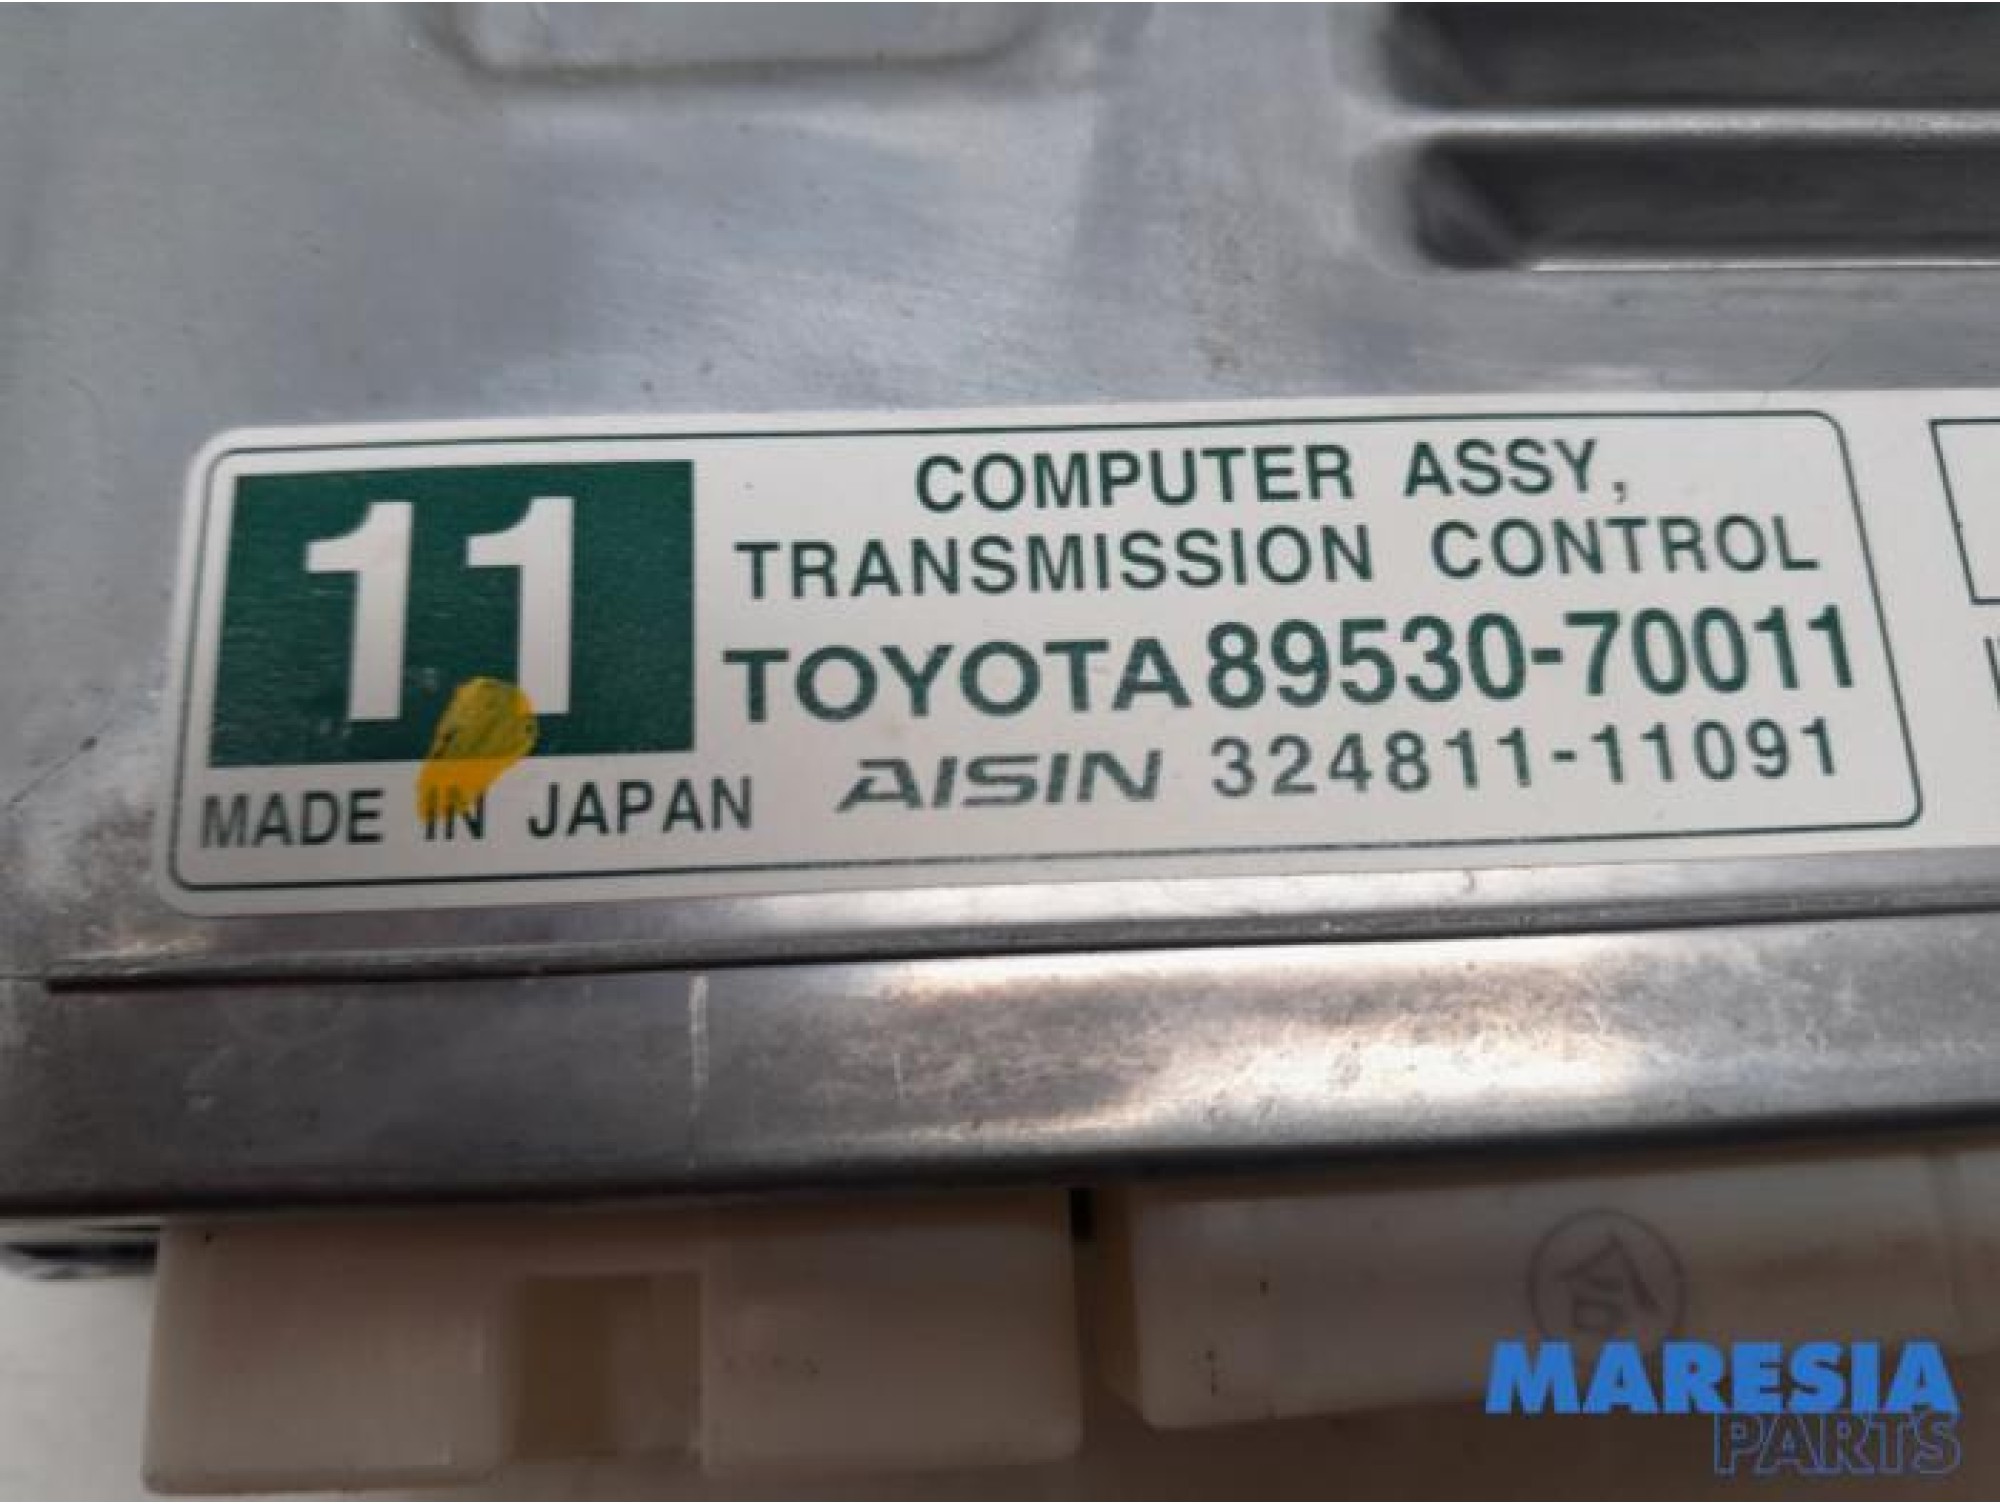 11
COMPUTER ASSY,
TRANSMISSION CONTROL
TOYOTA 89530-70011
AISIN 324811-11091
MADE IN JAPAN
MARESIA
PARTS